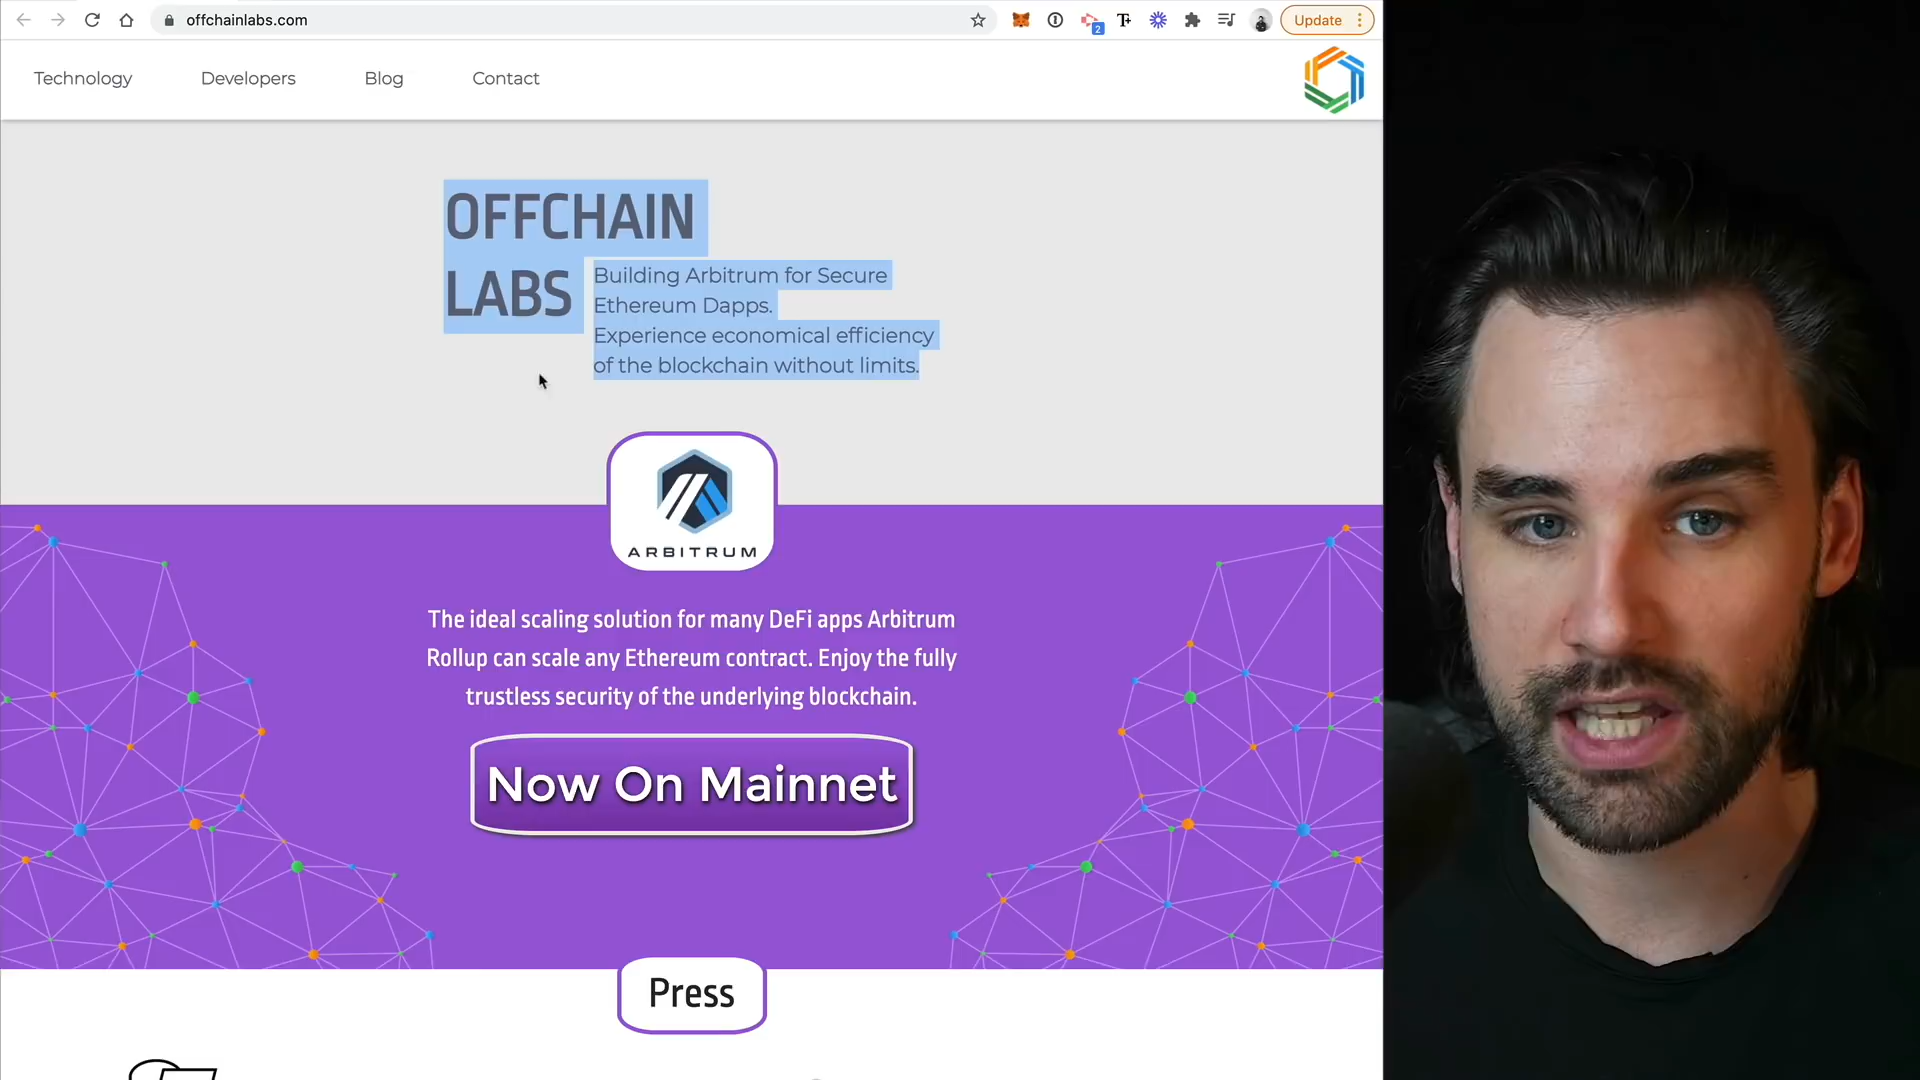 offchainlabs.com
2
Update
Technology
Developers
Blog
Contact
OFFCHAIN
LABS
Building Arbitrum for Secure
Ethereum Dapps.
Experience economical efficiency
of the blockchain without limits.
ARBITRUM
The ideal scaling solution for many DeFi apps Arbitrum
Rollup can scale any Ethereum contract. Enjoy the fully
trustless security of the underlying blockchain.
Now On Mainnet
Press